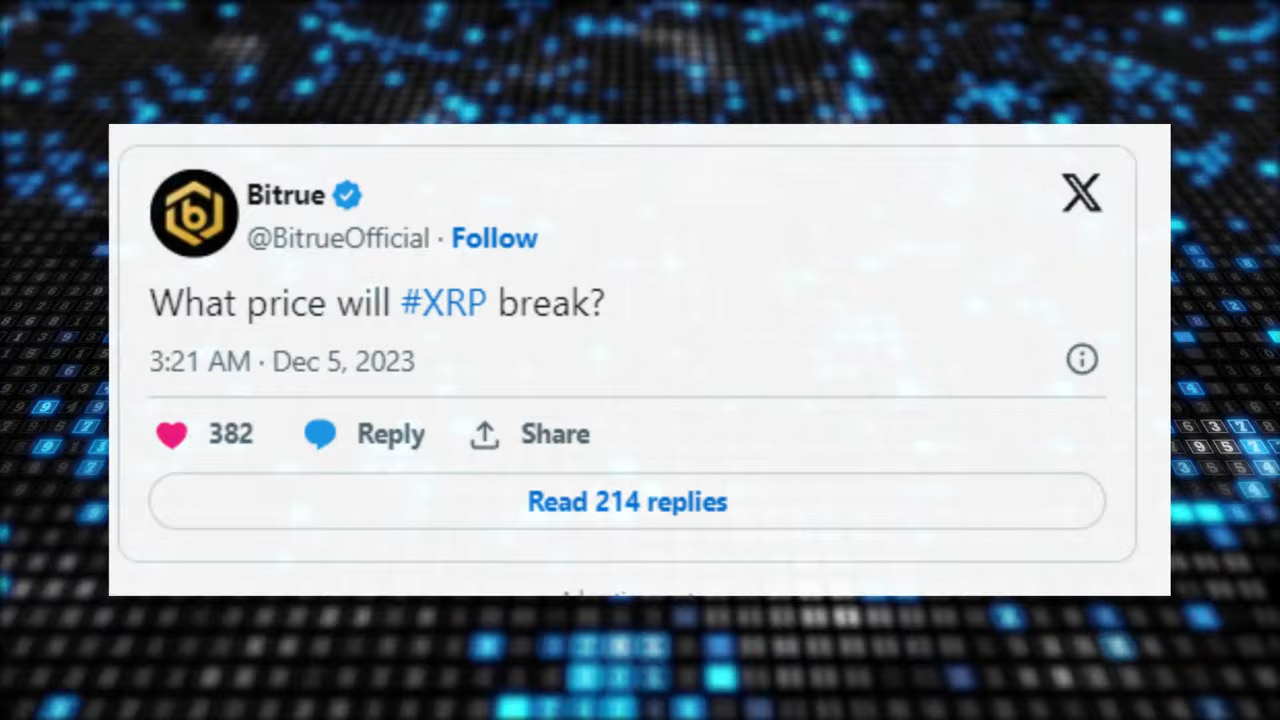 Bitrue
@BitrueOfficial · Follow
What price will #XRP break?
3:21 AM · Dec 5, 2023
382 Reply Share
Read 214 replies